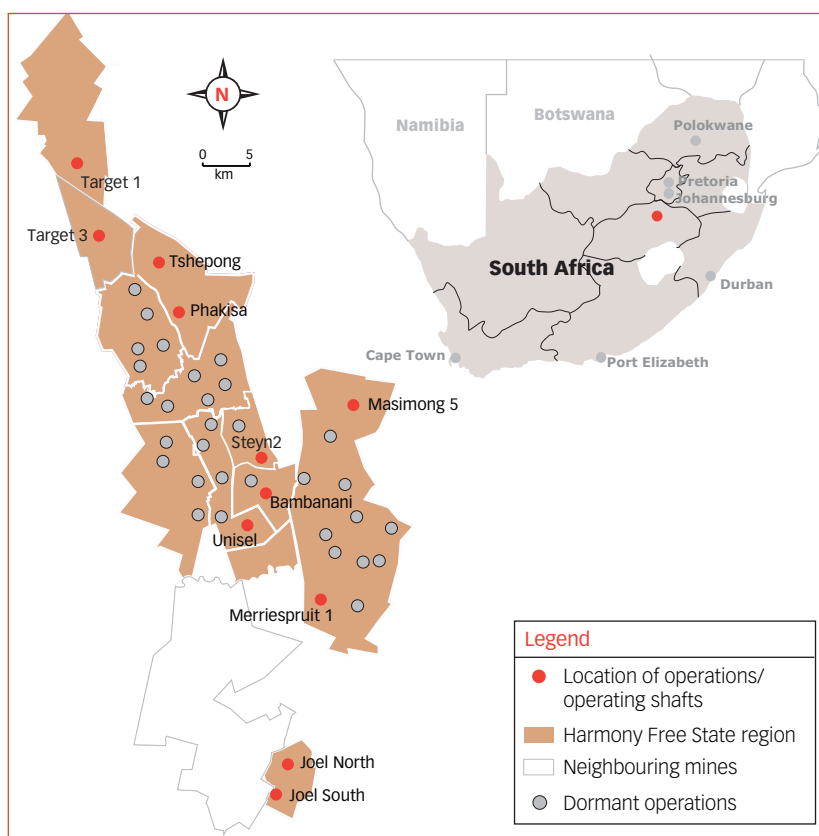 N
0 5
km
Target 1
Target 3
Tshepong
Phakisa
Masimong 5
Steyn2
Bambanani
Unisel
Merriespruit 1
Joel North
Joel South
Namibia
Botswana
Polokwane
Pretoria
Johannesburg
South Africa
Durban
Cape Town
Port Elizabeth
Legend
Location of operations/
operating shafts
Harmony Free State region
Neighbouring mines
Dormant operations